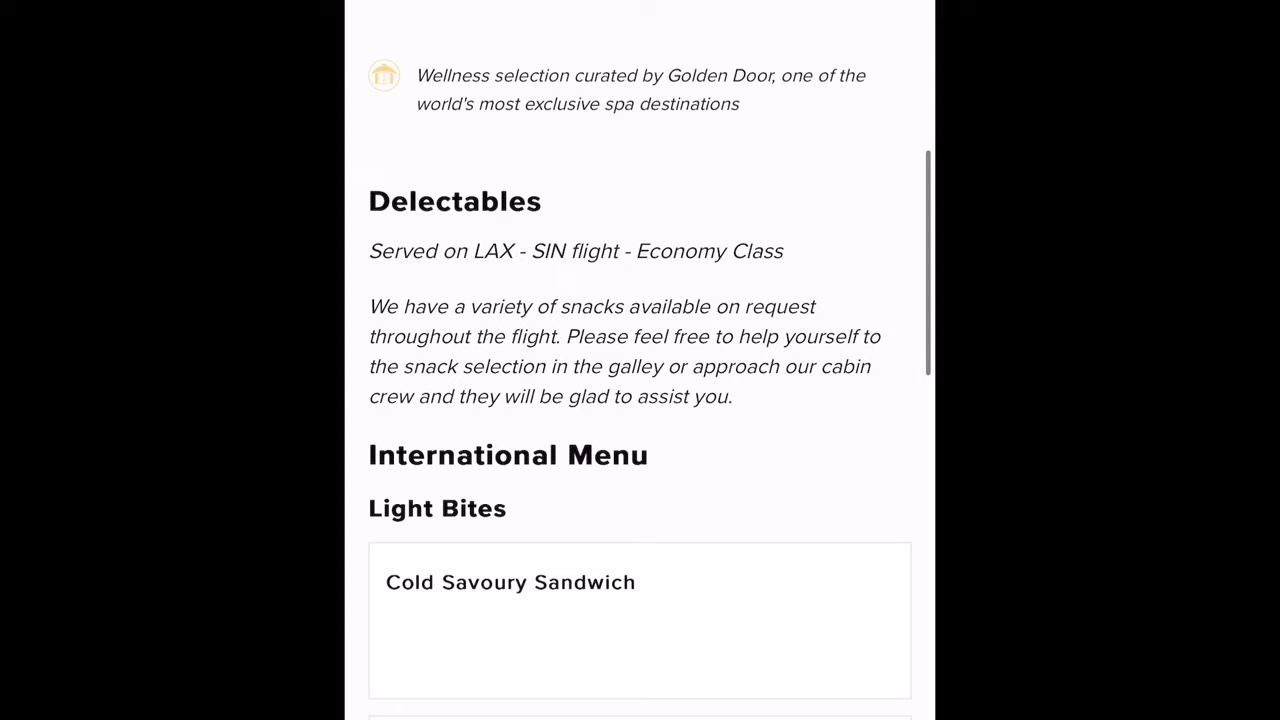 Wellness selection curated by Golden Door, one of the
world's most exclusive spa destinations
Delectables
Served on LAX - SIN flight - Economy Class
We have a variety of snacks available on request
throughout the flight. Please feel free to help yourself to
the snack selection in the galley or approach our cabin
crew and they will be glad to assist you.
International Menu
Light Bites
Cold Savoury Sandwich